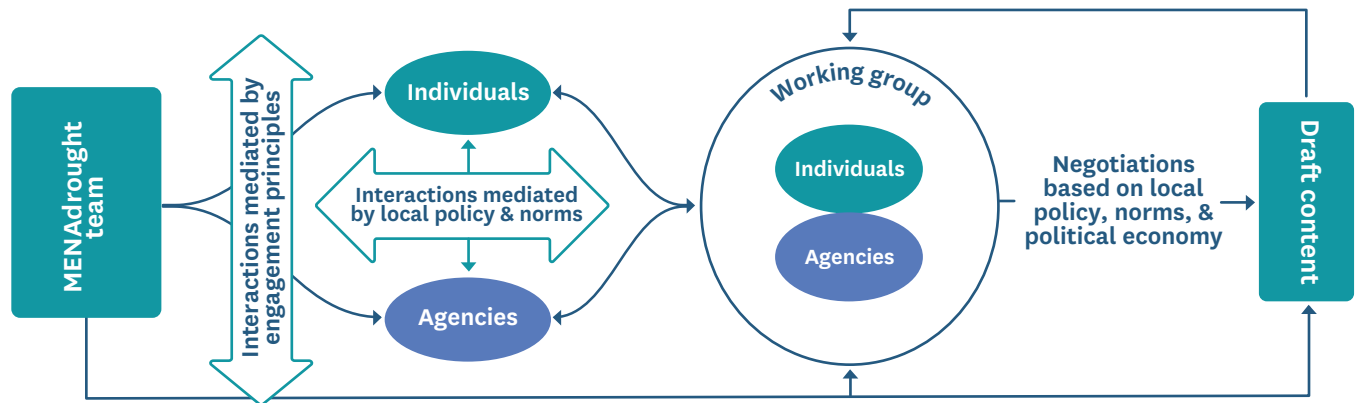 MENAdrought
team
Interactions mediated by
engagement principles
Individuals
Interactions mediated
by local policy & norms
Agencies
Working group
Individuals
Agencies
Negotiations
based on local
policy, norms, &
political economy
Draft content